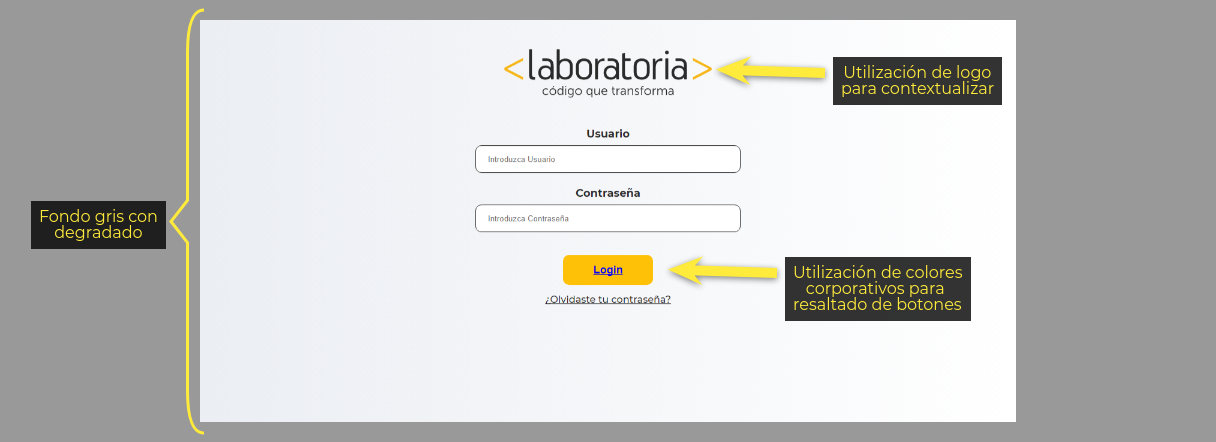 <laboratoria>
código que transforma
Utilización de logo
para contextualizar
Usuario
Introduzca Usuario
Contraseña
Introduzca Contraseña
Fondo gris con
degradado
Login
Utilización de colores
corporativos para
resaltado de botones
¿Olvidaste tu contraseña?